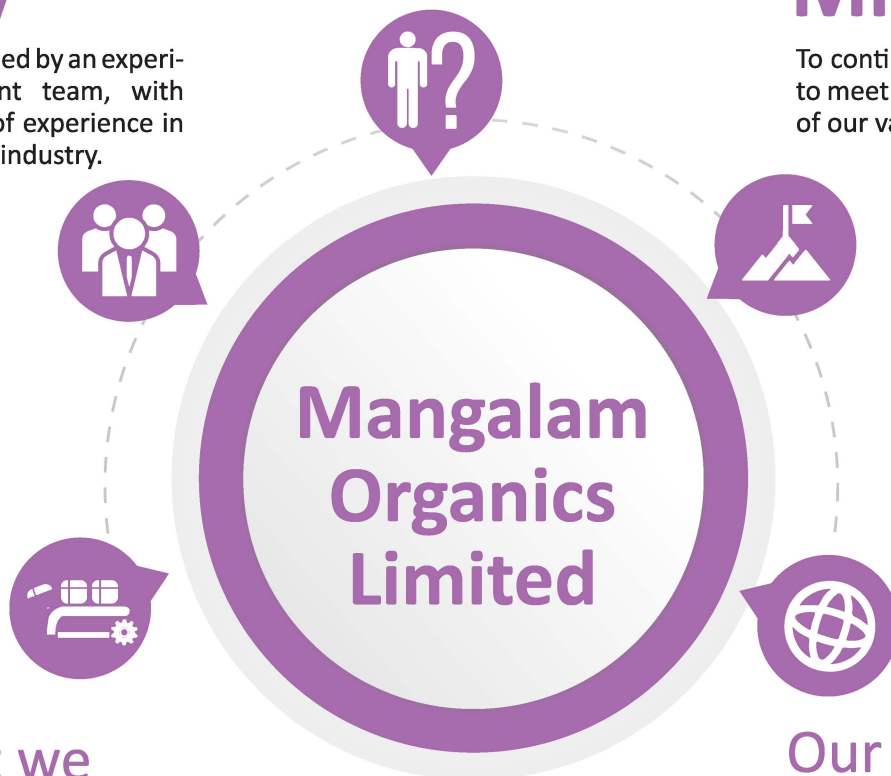 ed by an experi-
nt team, with
of experience in
industry.
To conti
to meet
of our va
?
Mangalam
Organics
Limited
we
Our